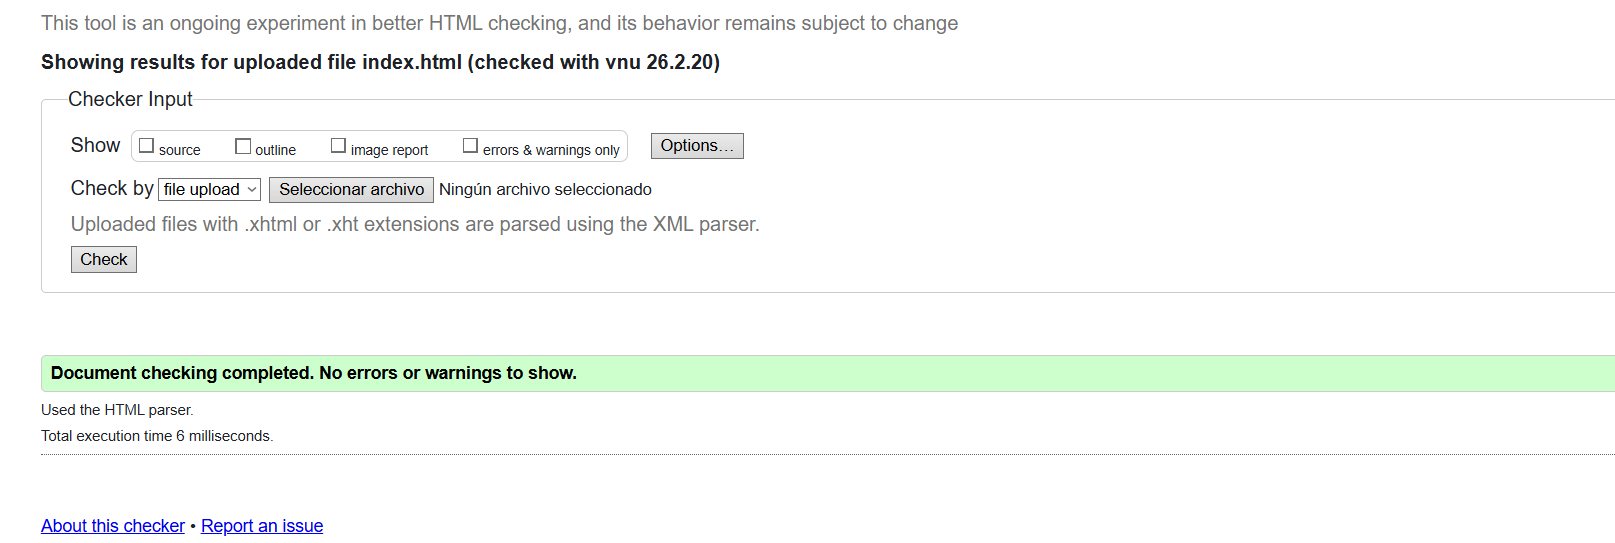 This tool is an ongoing experiment in better HTML checking, and its behavior remains subject to change
Showing results for uploaded file index.html (checked with vnu 26.2.20)
Checker Input
Show source outline image report errors & warnings only Options...
Check by file upload Seleccionar archivo Ningún archivo seleccionado
Uploaded files with .xhtml or .xht extensions are parsed using the XML parser.
Check
Document checking completed. No errors or warnings to show.
Used the HTML parser.
Total execution time 6 milliseconds.
About this checker • Report an issue